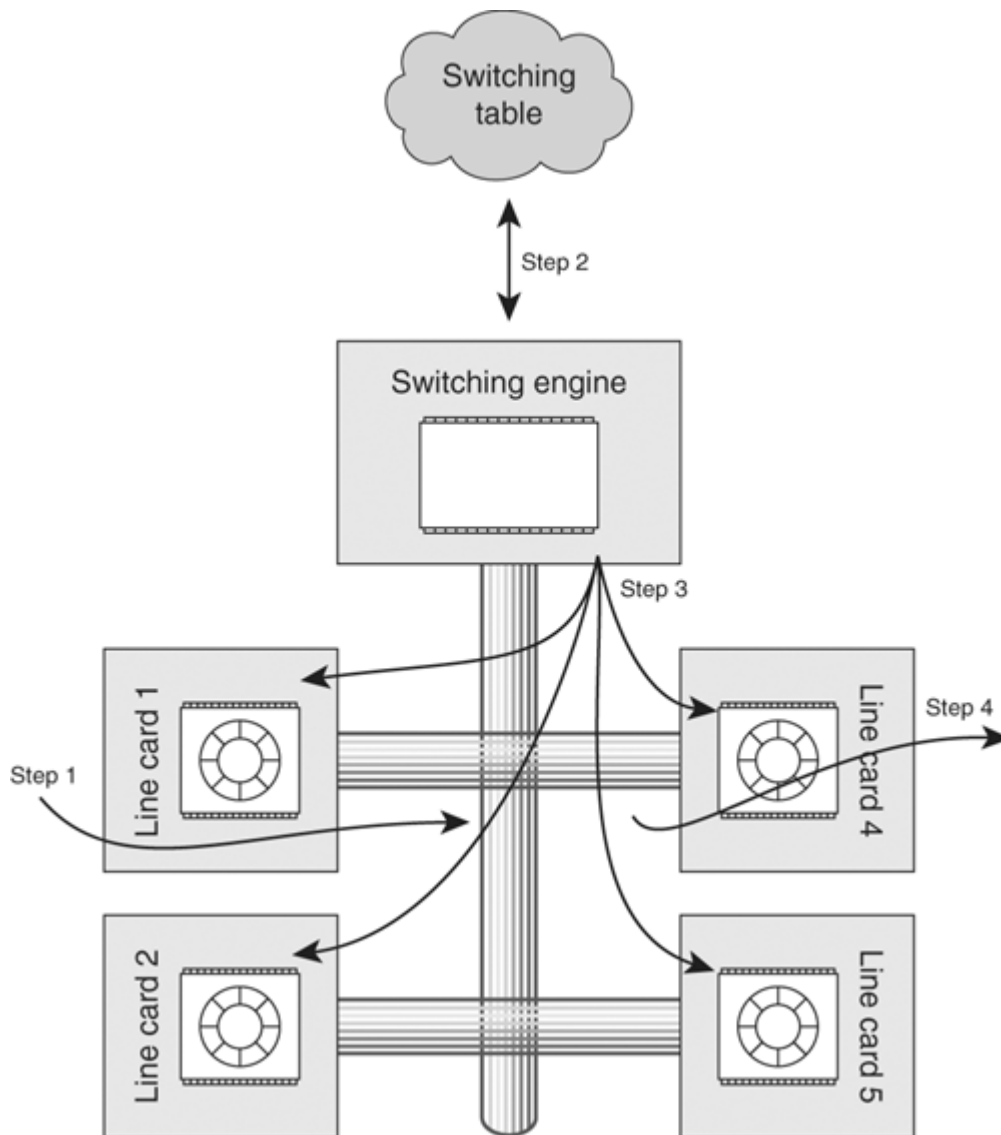 Switching
table
Step 2
Switching engine
Step 3
Line card 1
Line card 4
Step 4
Step 1
Line card 2
Line card 5